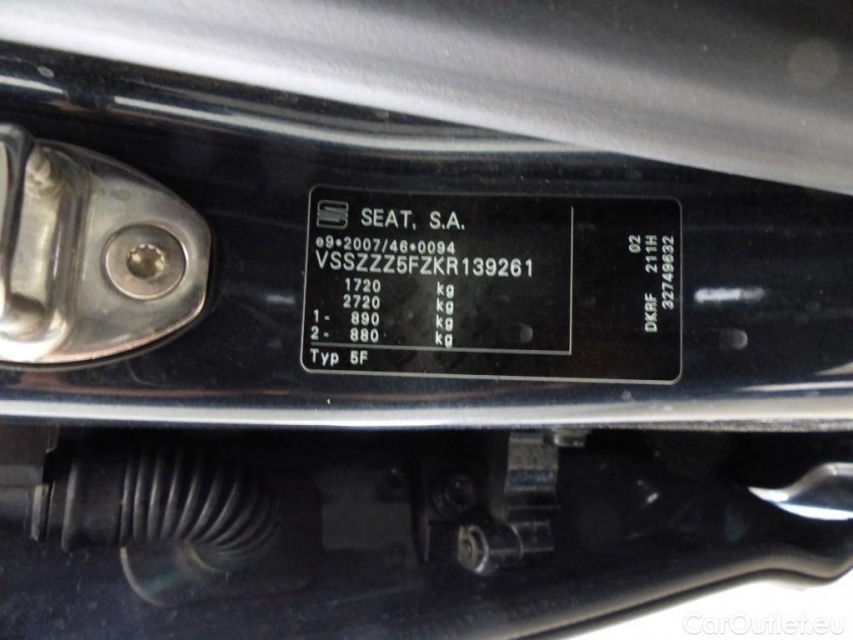 SEAT, S.A.
e9*2007/46*0094
VSSZZZ5FZKR139261
1720 kg
2720 kg
1- 890 kg
2- 880 kg
Typ 5F
02
DKRF 211H
32749632
CarOutlet.eu